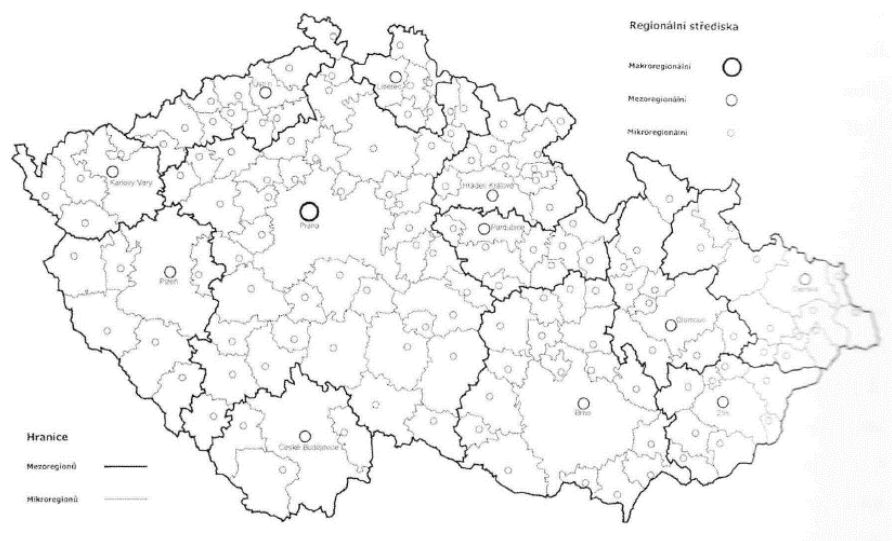 Regionální střediska
Makroregionální
Mezoregionální
Mikroregionální
Liberec
Karlovy Vary
Hradec Králové
Praha
Pardubice
Plzeň
Ostrava
Olomouc
Brno
Zlín
České Budějovice
Hranice
Mezoregionů
Mikroregionů